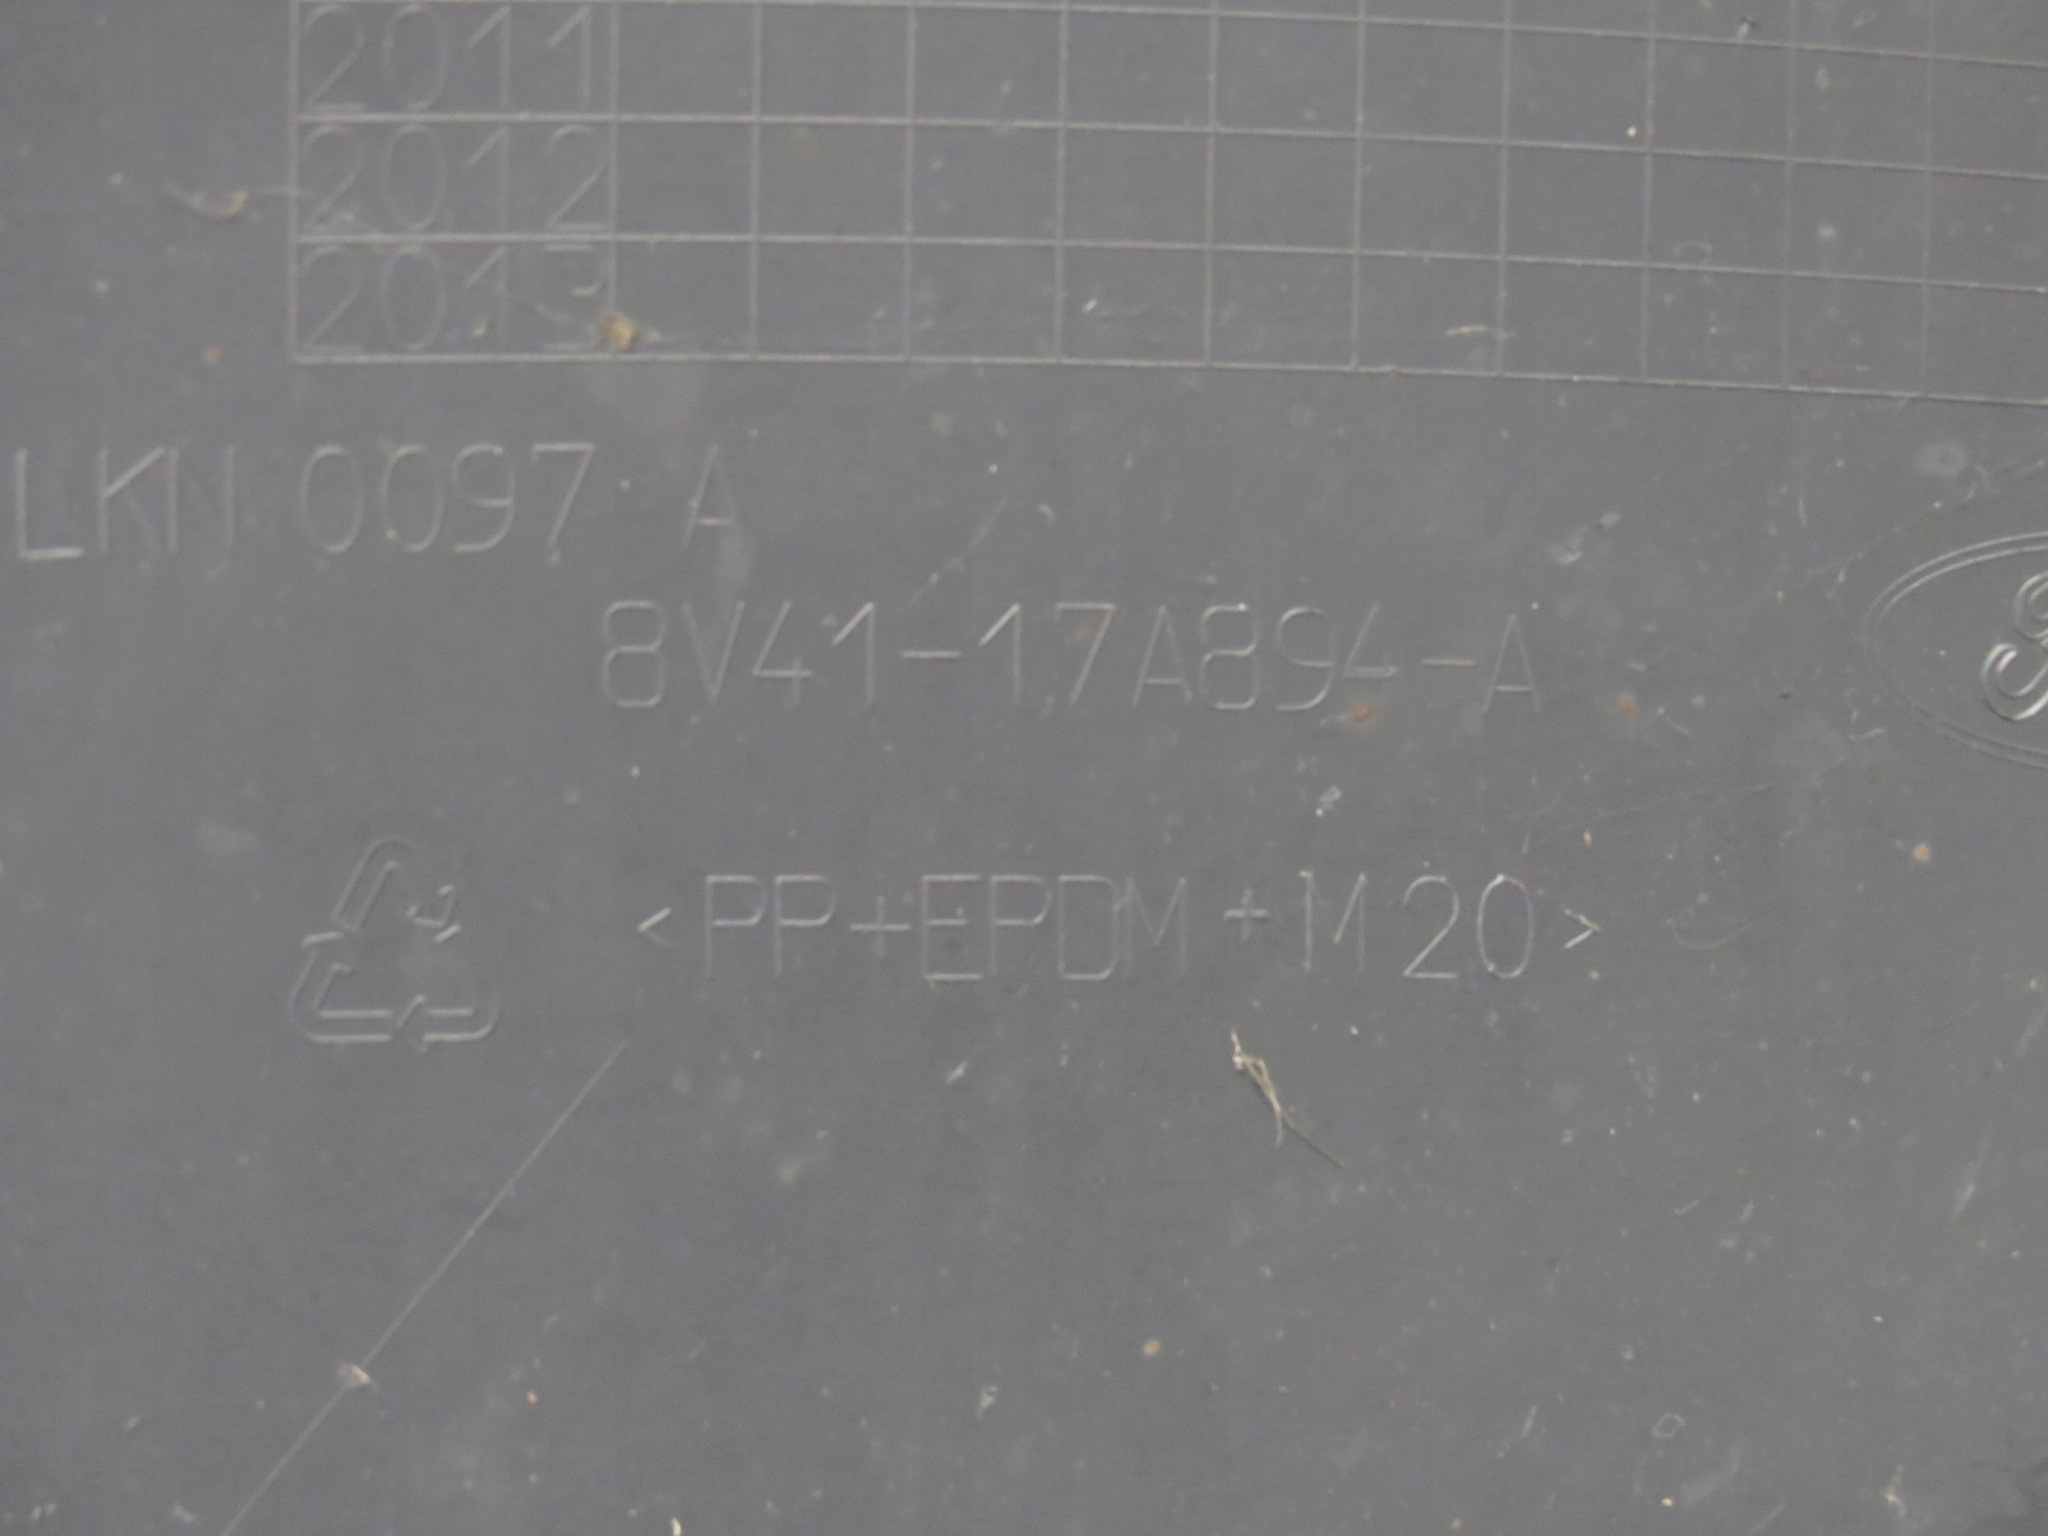 2011
2012
2013
LKN 0097 A
8V41-17A894-A
<PP+EPDM+M20>